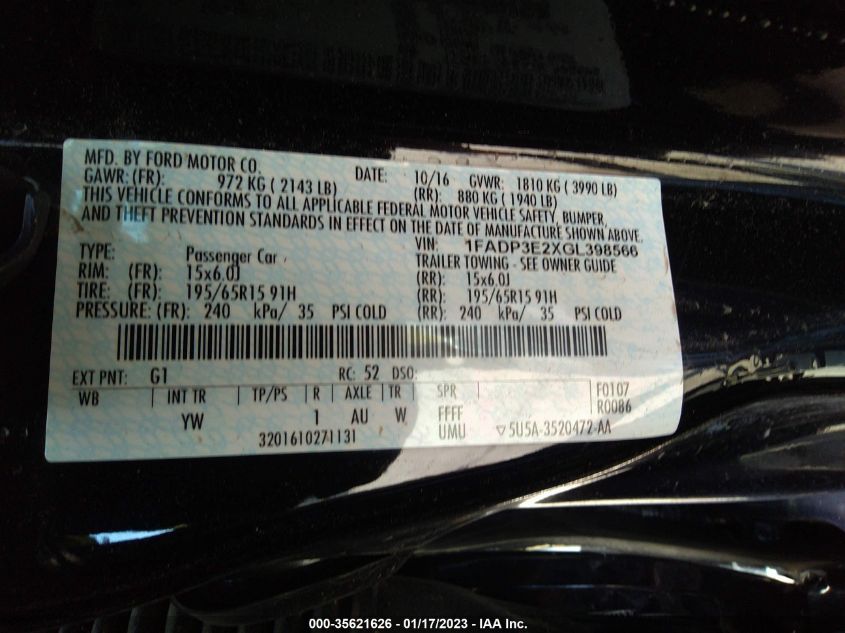 MFD. BY FORD MOTOR CO. DATE: 10/16 GVWR: 1810 KG ( 3990 LB)
GAWR: (FR): 972 KG ( 2143 LB) (RR): 880 KG ( 1940 LB)
THIS VEHICLE CONFORMS TO ALL APPLICABLE FEDERAL MOTOR VEHICLE SAFETY, BUMPER,
AND THEFT PREVENTION STANDARDS IN EFFECT ON THE DATE OF MANUFACTURE SHOWN ABOVE.
VIN: 1FADP3E2XGL398566
TYPE: Passenger Car TRAILER TOWING - SEE OWNER GUIDE
RIM: (FR): 15x6.0J (RR): 15x6.0J
TIRE: (FR): 195/65R15 91H (RR): 195/65R15 91H
PRESSURE: (FR): 240 kPa/ 35 PSI COLD (RR): 240 kPa/ 35 PSI COLD
EXT PNT: G1 RC: 52 DSO:
WB INT TR TP/PS R AXLE TR SPR F0107
YW 1 AU W FFFF R0086
3201610271131 UMU 5U5A-3520472-AA
000-35621626 - 01/17/2023 - IAA Inc.